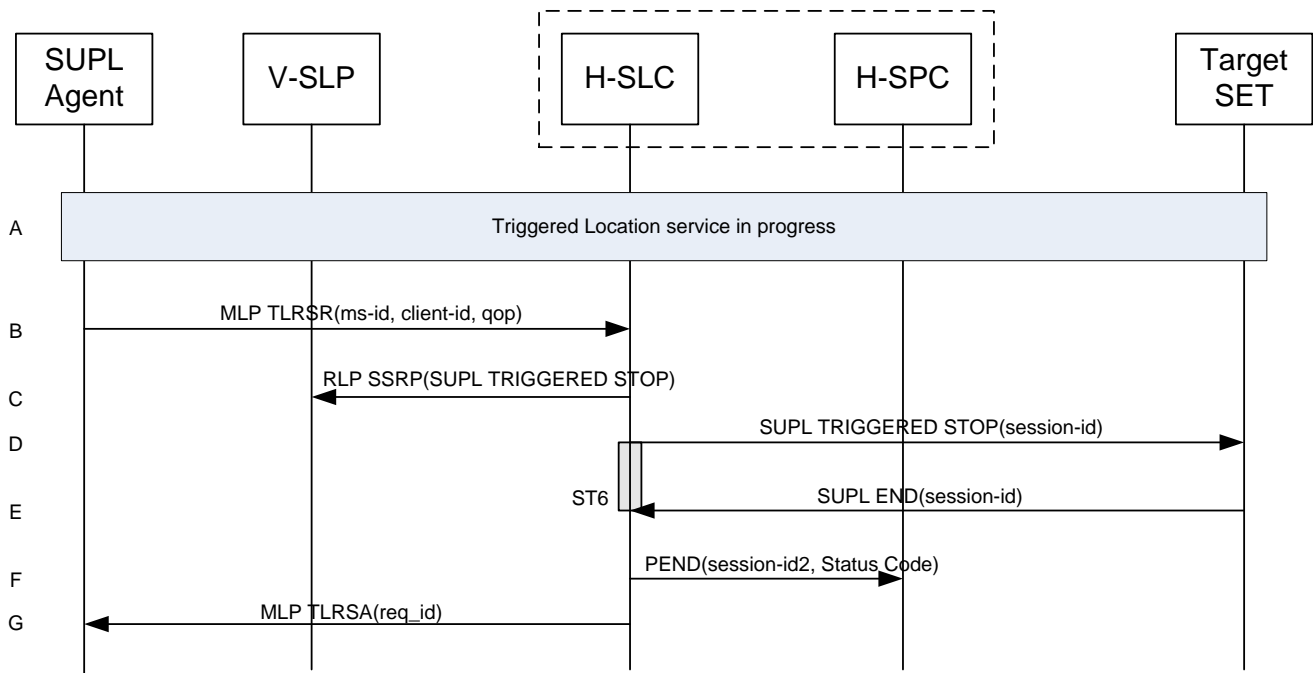 SUPL
Agent
V-SLP
H-SLC
H-SPC
Target
SET
A
Triggered Location service in progress
B
MLP TLRSR(ms-id, client-id, qop)
C
RLP SSRP(SUPL TRIGGERED STOP)
D
SUPL TRIGGERED STOP(session-id)
ST6
E
SUPL END(session-id)
F
PEND(session-id2, Status Code)
G
MLP TLRSA(req_id)